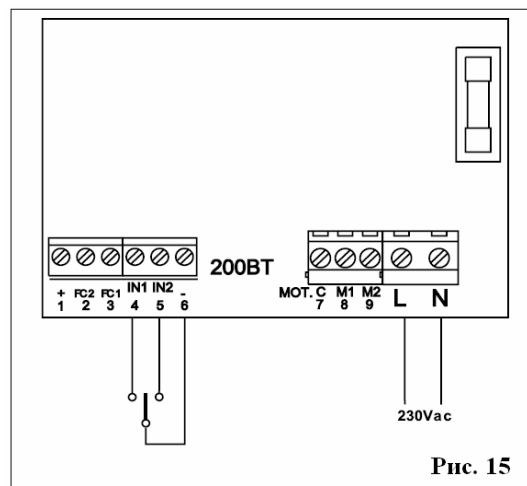 200BT
+ FC2 FC1 IN1 IN2 -
1 2 3 4 5 6
MOT. C M1 M2 L N
7 8 9
230Vac
Рис. 15